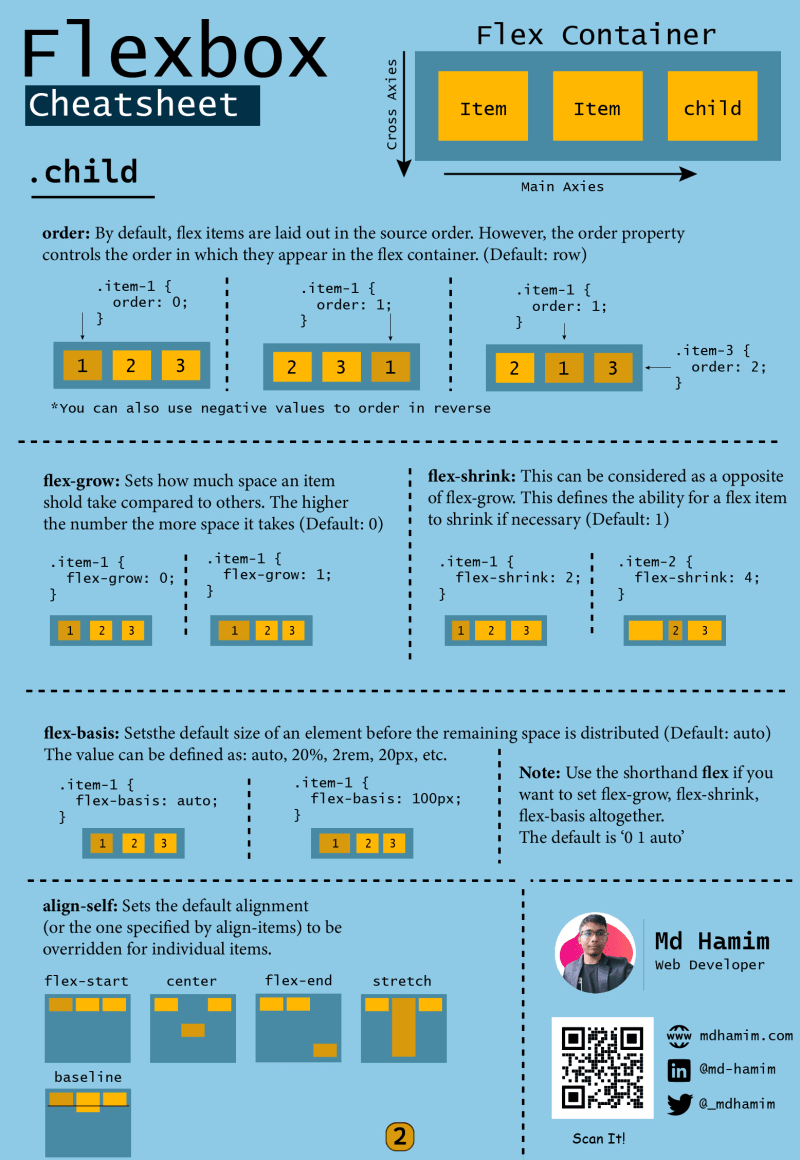 Flexbox
Cheatsheet
Flex Container
Cross Axies
Item
Item
child
Main Axies
.child
order: By default, flex items are laid out in the source order. However, the order property
controls the order in which they appear in the flex container. (Default: row)
.item-1 {
order: 0;
}
1 2 3
.item-1 {
order: 1;
}
2 3 1
.item-1 {
order: 1;
}
2 1 3
.item-3 {
order: 2;
}
*You can also use negative values to order in reverse
flex-grow: Sets how much space an item
shold take compared to others. The higher
the number the more space it takes (Default: 0)
.item-1 {
flex-grow: 0;
}
1 2 3
.item-1 {
flex-grow: 1;
}
1 2 3
flex-shrink: This can be considered as a opposite
of flex-grow. This defines the ability for a flex item
to shrink if necessary (Default: 1)
.item-1 {
flex-shrink: 2;
}
1 2 3
.item-2 {
flex-shrink: 4;
}
2 3
flex-basis: Setsthe default size of an element before the remaining space is distributed (Default: auto)
The value can be defined as: auto, 20%, 2rem, 20px, etc.
.item-1 {
flex-basis: auto;
}
1 2 3
.item-1 {
flex-basis: 100px;
}
1 2 3
Note: Use the shorthand flex if you
want to set flex-grow, flex-shrink,
flex-basis altogether.
The default is ‘0 1 auto’
align-self: Sets the default alignment
(or the one specified by align-items) to be
overridden for individual items.
flex-start
center
flex-end
stretch
baseline
Md Hamim
Web Developer
www mdhamim.com
in @md-hamim
@_mdhamim
Scan It!
2